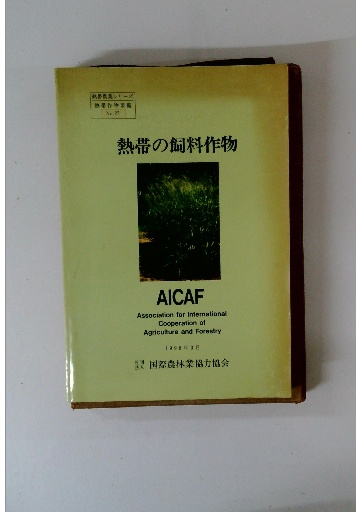 熱帯農業シリーズ
熱帯作物要覧
熱帯の飼料作物
AICAF
Association for International
Cooperation of
Agriculture and Forestry
国際農林業協力協会